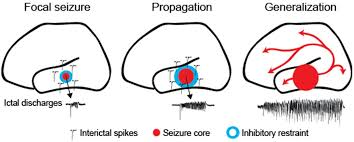 Focal seizure
Propagation
Generalization
Ictal discharges
Interictal spikes
Seizure core
Inhibitory restraint